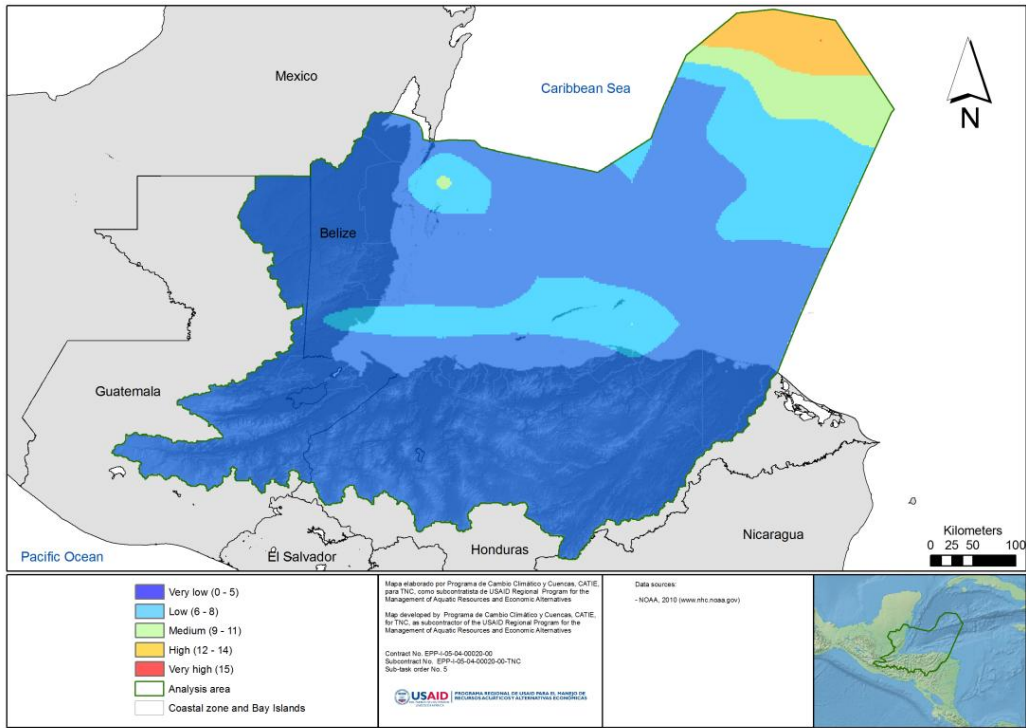 Mexico
Caribbean Sea
N
Belize
Guatemala
Kilometers
0 25 50 100
Nicaragua
Honduras
El Salvador
Pacific Ocean
Very low (0 - 5)
Low (6 - 8)
Medium (9 - 11)
High (12 - 14)
Very high (15)
Analysis area
Coastal zone and Bay Islands
Mapa elaborado por Programa de Cambio Climático y Cuencas, CATIE,
para TNC, como subcontratista de USAID Regional Program for the
Management of Aquatic Resources and Economic Alternatives
Map developed by Programa de Cambio Climático y Cuencas, CATIE,
for TNC, as subcontractor of the USAID Regional Program for the
Management of Aquatic Resources and Economic Alternatives
Contract No. EPP-I-05-04-00020-00
Subcontract No. EPP-I-05-04-00020-00-TNC
Sub-task order No. 5
USAID
PROGRAMA REGIONAL DE USAID PARA EL MANEJO DE
RECURSOS ACUÁTICOS Y ALTERNATIVAS ECONÓMICAS
Data sources:
- NOAA, 2010 (www.nhc.noaa.gov)